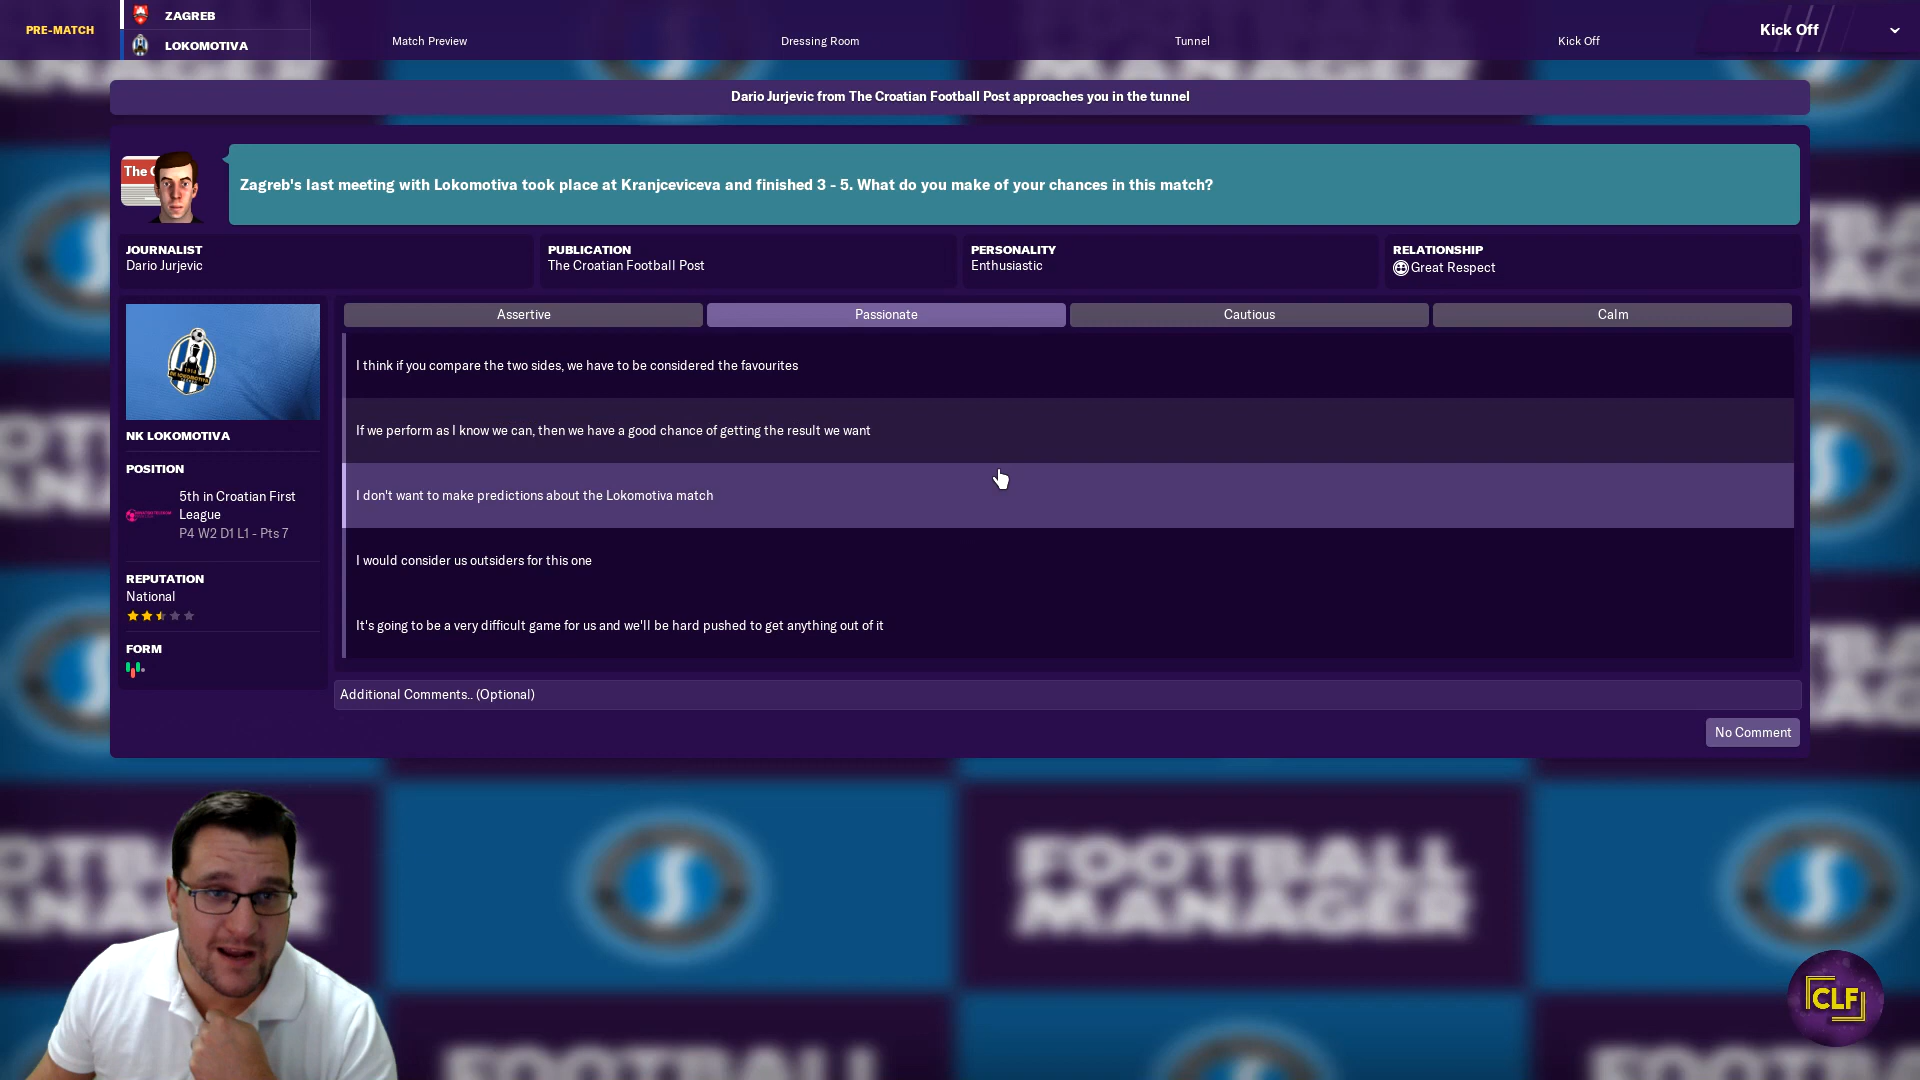 PRE-MATCH
ZAGREB
LOKOMOTIVA
Match Preview
Dressing Room
Tunnel
Kick Off
Kick Off
Dario Jurjevic from The Croatian Football Post approaches you in the tunnel
The C
Zagreb's last meeting with Lokomotiva took place at Kranjceviceva and finished 3 - 5. What do you make of your chances in this match?
JOURNALIST
Dario Jurjevic
PUBLICATION
The Croatian Football Post
PERSONALITY
Enthusiastic
RELATIONSHIP
Great Respect
Assertive
Passionate
Cautious
Calm
I think if you compare the two sides, we have to be considered the favourites
If we perform as I know we can, then we have a good chance of getting the result we want
I don't want to make predictions about the Lokomotiva match
I would consider us outsiders for this one
It's going to be a very difficult game for us and we'll be hard pushed to get anything out of it
NK LOKOMOTIVA
POSITION
5th in Croatian First
League
P4 W2 D1 L1 - Pts 7
REPUTATION
National
FORM
Additional Comments.. (Optional)
No Comment
FOOTBALL
MANAGER
CLF